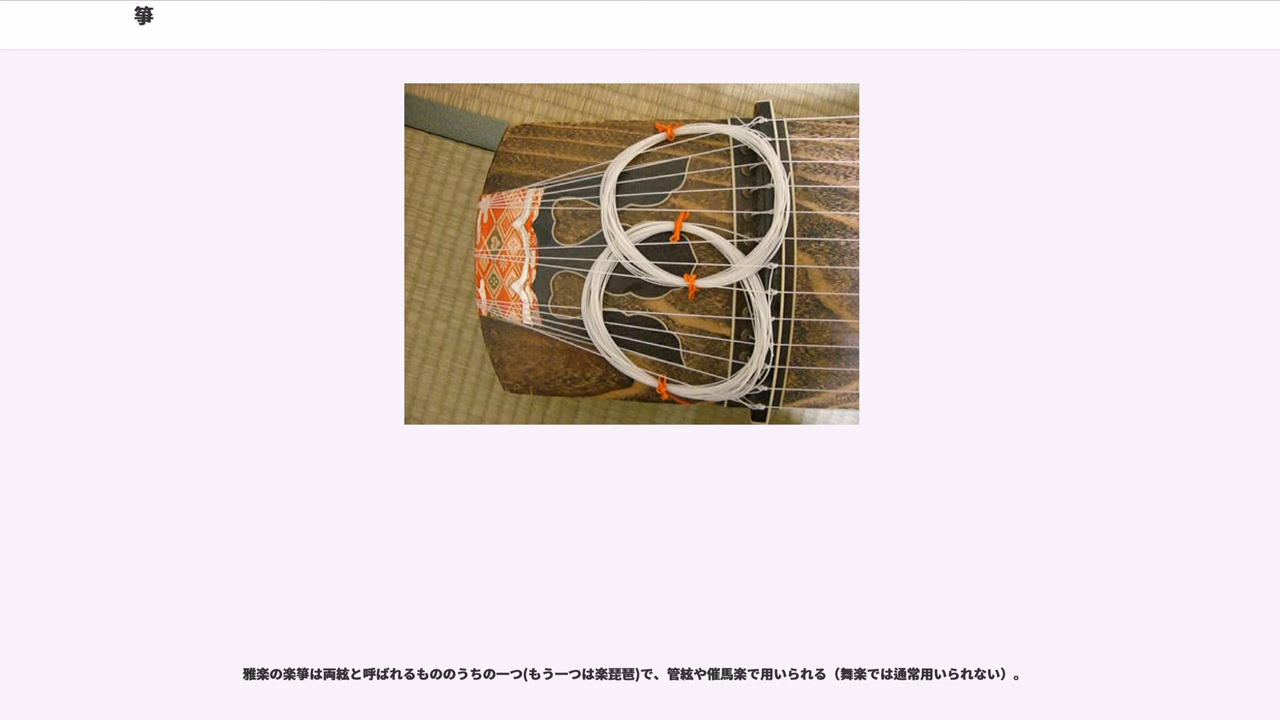 箏
雅楽の楽箏は両絃と呼ばれるもののうちの一つ(もう一つは楽琵琶)で、管絃や催馬楽で用いられる（舞楽では通常用いられない）。